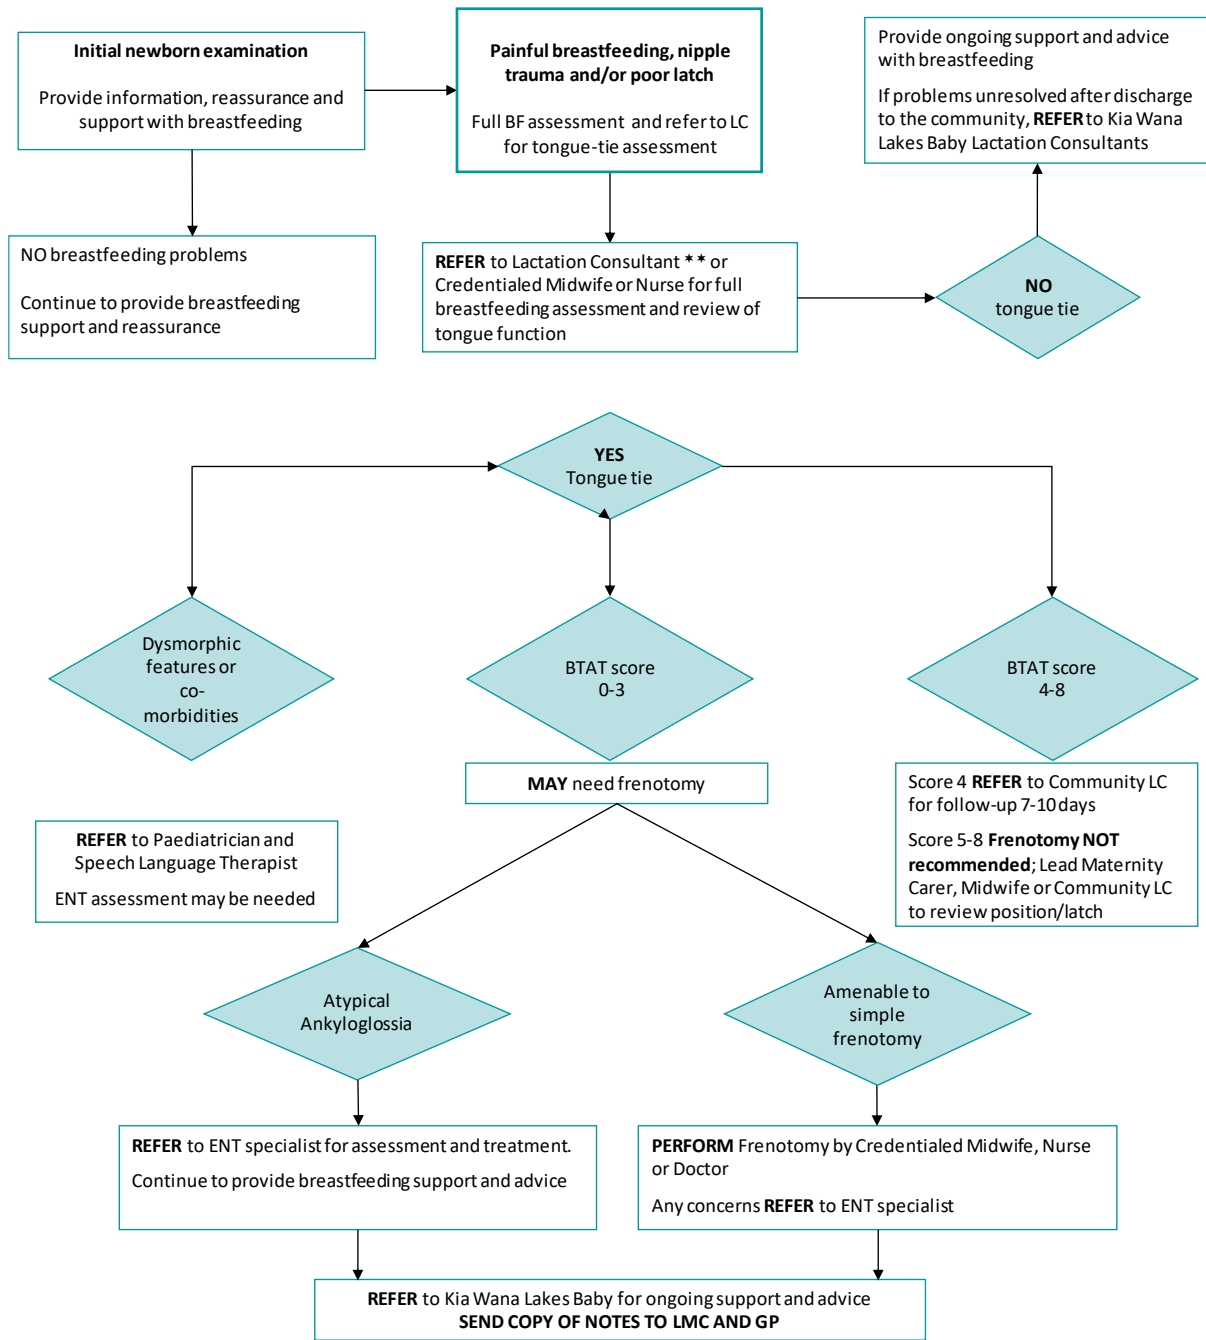 Initial newborn examination
Provide information, reassurance and
support with breastfeeding
Painful breastfeeding, nipple
trauma and/or poor latch
Full BF assessment and refer to LC
for tongue-tie assessment
Provide ongoing support and advice
with breastfeeding
If problems unresolved after discharge
to the community, REFER to Kia Wana
Lakes Baby Lactation Consultants
NO breastfeeding problems
Continue to provide breastfeeding
support and reassurance
REFER to Lactation Consultant ** or
Credentialed Midwife or Nurse for full
breastfeeding assessment and review of
tongue function
NO
tongue tie
YES
Tongue tie
Dysmorphic
features or
co-
morbidities
BTAT score
0-3
BTAT score
4-8
MAY need frenotomy
REFER to Paediatrician and
Speech Language Therapist
ENT assessment may be needed
Score 4 REFER to Community LC
for follow-up 7-10 days
Score 5-8 Frenotomy NOT
recommended; Lead Maternity
Carer, Midwife or Community LC
to review position/latch
Atypical
Ankyloglossia
Amenable to
simple
frenotomy
REFER to ENT specialist for assessment and treatment.
Continue to provide breastfeeding support and advice
PERFORM Frenotomy by Credentialed Midwife, Nurse
or Doctor
Any concerns REFER to ENT specialist
REFER to Kia Wana Lakes Baby for ongoing support and advice
SEND COPY OF NOTES TO LMC AND GP